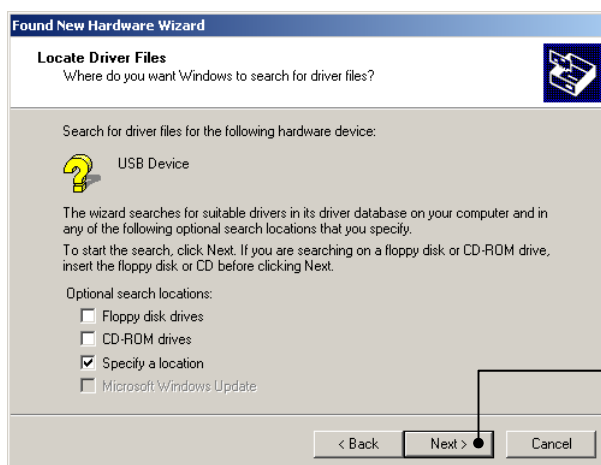 Found New Hardware Wizard
Locate Driver Files
Where do you want Windows to search for driver files?
Search for driver files for the following hardware device:
USB Device
The wizard searches for suitable drivers in its driver database on your computer and in
any of the following optional search locations that you specify.
To start the search, click Next. If you are searching on a floppy disk or CD-ROM drive,
insert the floppy disk or CD before clicking Next.
Optional search locations:
Floppy disk drives
CD-ROM drives
Specify a location
Microsoft Windows Update
< Back Next > Cancel